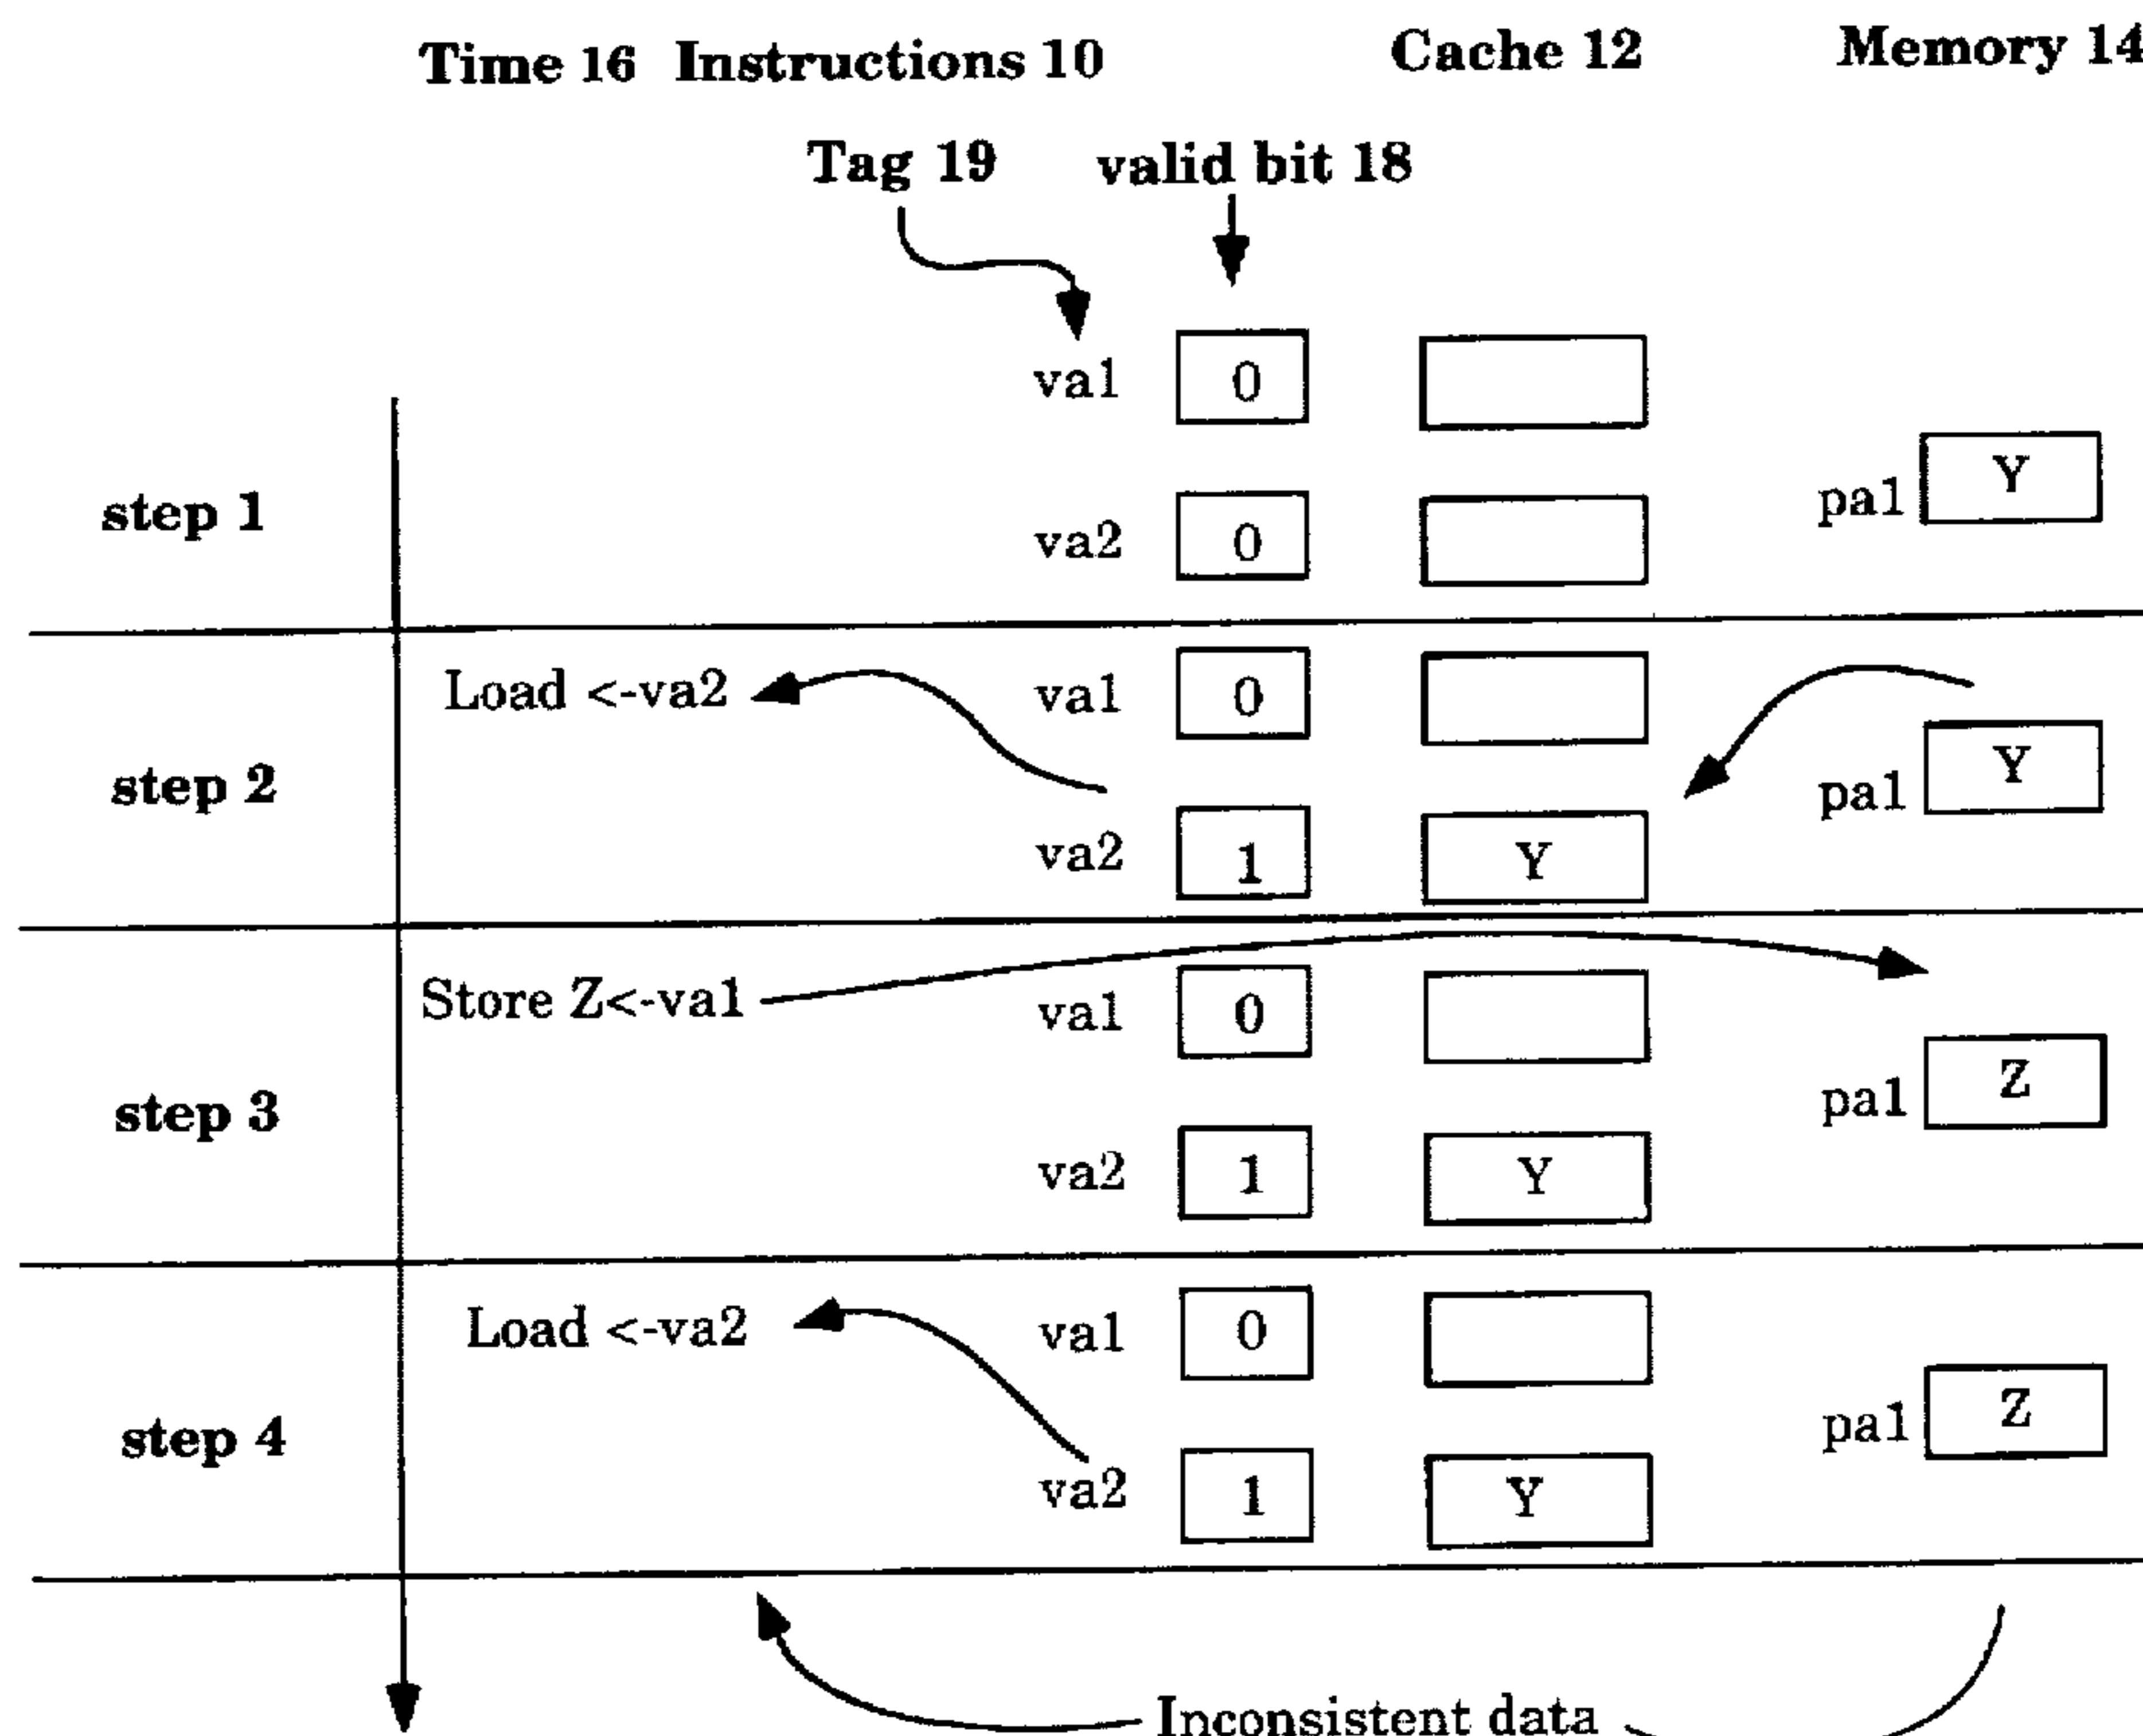 Time 16 Instructions 10 Cache 12 Memory 14
Tag 19 valid bit 18
va1 0
step 1 pa1 Y
va2 0
Load <-va2 va1 0
step 2 pa1 Y
va2 1 Y
Store Z<-va1 va1 0
step 3 pa1 Z
va2 1 Y
Load <-va2 va1 0
step 4 pa1 Z
va2 1 Y
Inconsistent data